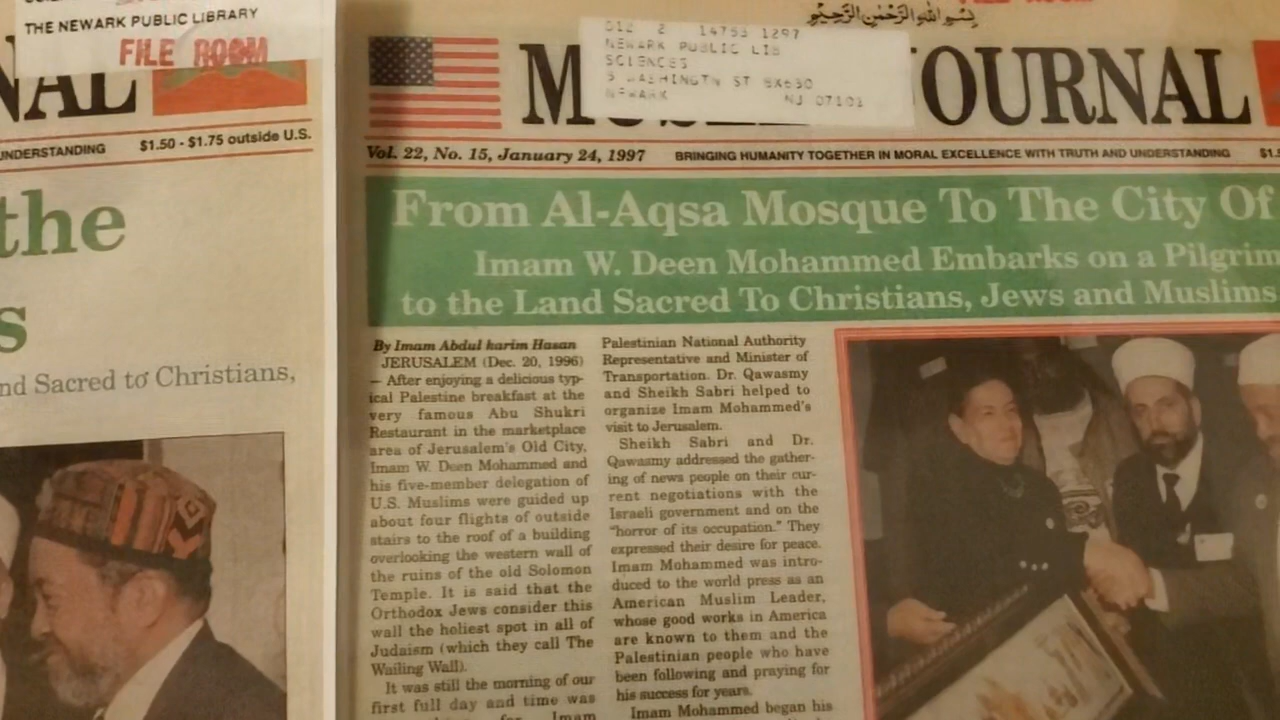 THE NEWARK PUBLIC LIBRARY
FILE ROOM
NAL
UNDERSTANDING $1.50 - $1.75 outside U.S.
the
s
nd Sacred to Christians,
بسم الله الرحمن الرحيم
14753 1297
NEWARK PUBLIC LIB
SCIENCES
WASHINGTN ST
NEWARK NJ 07102
M JOURNAL
Vol. 22, No. 15, January 24, 1997 BRINGING HUMANITY TOGETHER IN MORAL EXCELLENCE WITH TRUTH AND UNDERSTANDING
From Al-Aqsa Mosque To The City Of
Imam W. Deen Mohammed Embarks on a Pilgrim
to the Land Sacred To Christians, Jews and Muslims
By Imam Abdul karim Hasan
JERUSALEM (Dec. 20, 1996)
— After enjoying a delicious typ-
ical Palestine breakfast at the
very famous Abu Shukri
Restaurant in the marketplace
area of Jerusalem's Old City,
Imam W. Deen Mohammed and
his five-member delegation of
U.S. Muslims were guided up
about four flights of outside
stairs to the roof of a building
overlooking the western wall of
the ruins of the old Solomon
Temple. It is said that the
Orthodox Jews consider this
wall the holiest spot in all of
Judaism (which they call The
Wailing Wall).
It was still the morning of our
first full day and time was
for Imam
Palestinian National Authority
Representative and Minister of
Transportation. Dr. Qawasmy
and Sheikh Sabri helped to
organize Imam Mohammed's
visit to Jerusalem.
Sheikh Sabri and Dr.
Qawasmy addressed the gather-
ing of news people on their cur-
rent negotiations with the
Israeli government and on the
"horror of its occupation." They
expressed their desire for peace.
Imam Mohammed was intro-
duced to the world press as an
American Muslim Leader,
whose good works in America
are known to them and the
Palestinian people who have
been following and praying for
his success for years.
Imam Mohammed began his